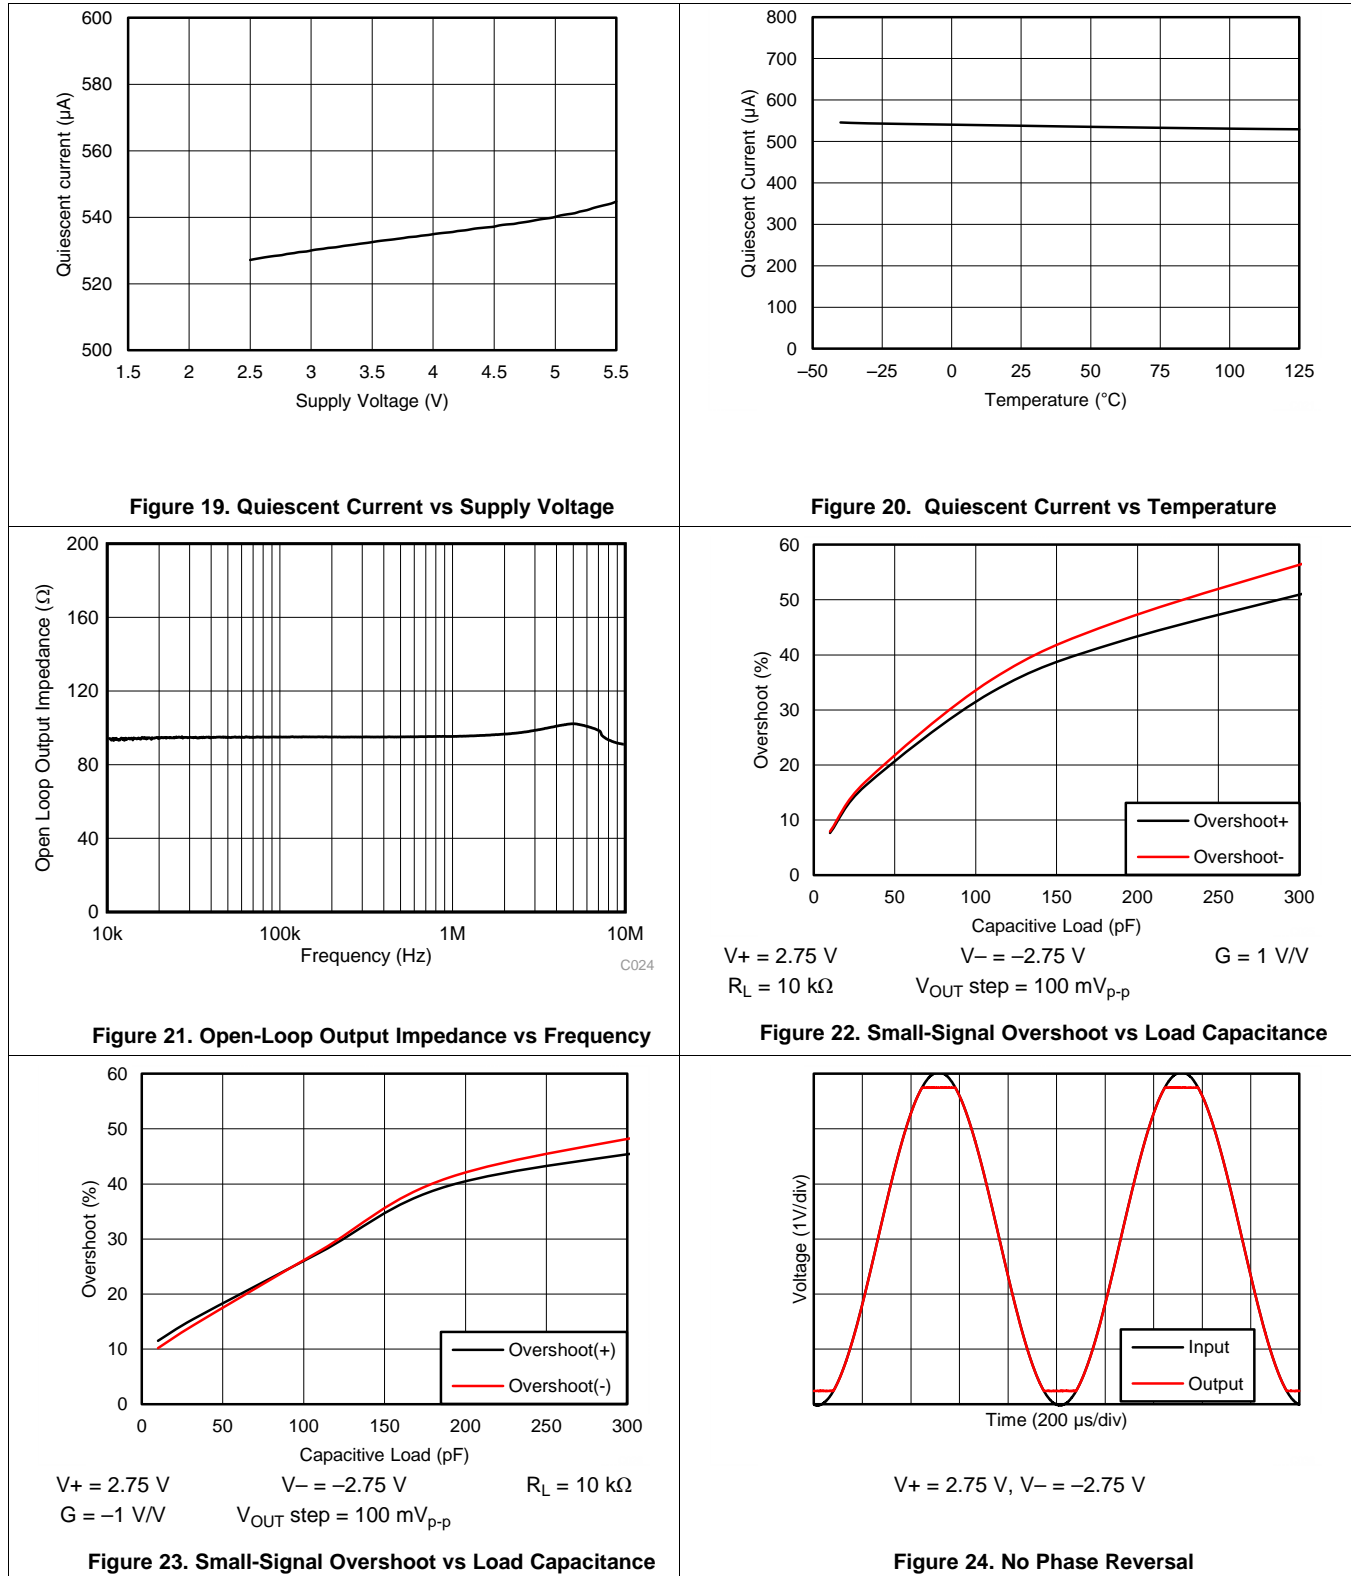 600
580
560
540
520
500
Quiescent current (µA)
1.5 2 2.5 3 3.5 4 4.5 5 5.5
Supply Voltage (V)
Figure 19. Quiescent Current vs Supply Voltage
800
700
600
500
400
300
200
100
0
Quiescent Current (µA)
–50 –25 0 25 50 75 100 125
Temperature (°C)
Figure 20. Quiescent Current vs Temperature
200
160
120
80
40
0
Open Loop Output Impedance (Ω)
10k 100k 1M 10M
Frequency (Hz)
C024
Figure 21. Open-Loop Output Impedance vs Frequency
60
50
40
30
20
10
0
Overshoot (%)
Overshoot+
Overshoot-
0 50 100 150 200 250 300
Capacitive Load (pF)
V+ = 2.75 V V– = –2.75 V G = 1 V/V
RL = 10 kΩ VOUT step = 100 mVp-p
Figure 22. Small-Signal Overshoot vs Load Capacitance
60
50
40
30
20
10
0
Overshoot (%)
Overshoot(+)
Overshoot(-)
0 50 100 150 200 250 300
Capacitive Load (pF)
V+ = 2.75 V V– = –2.75 V RL = 10 kΩ
G = –1 V/V VOUT step = 100 mVp-p
Figure 23. Small-Signal Overshoot vs Load Capacitance
Voltage (1V/div)
Input
Output
Time (200 µs/div)
V+ = 2.75 V, V– = –2.75 V
Figure 24. No Phase Reversal